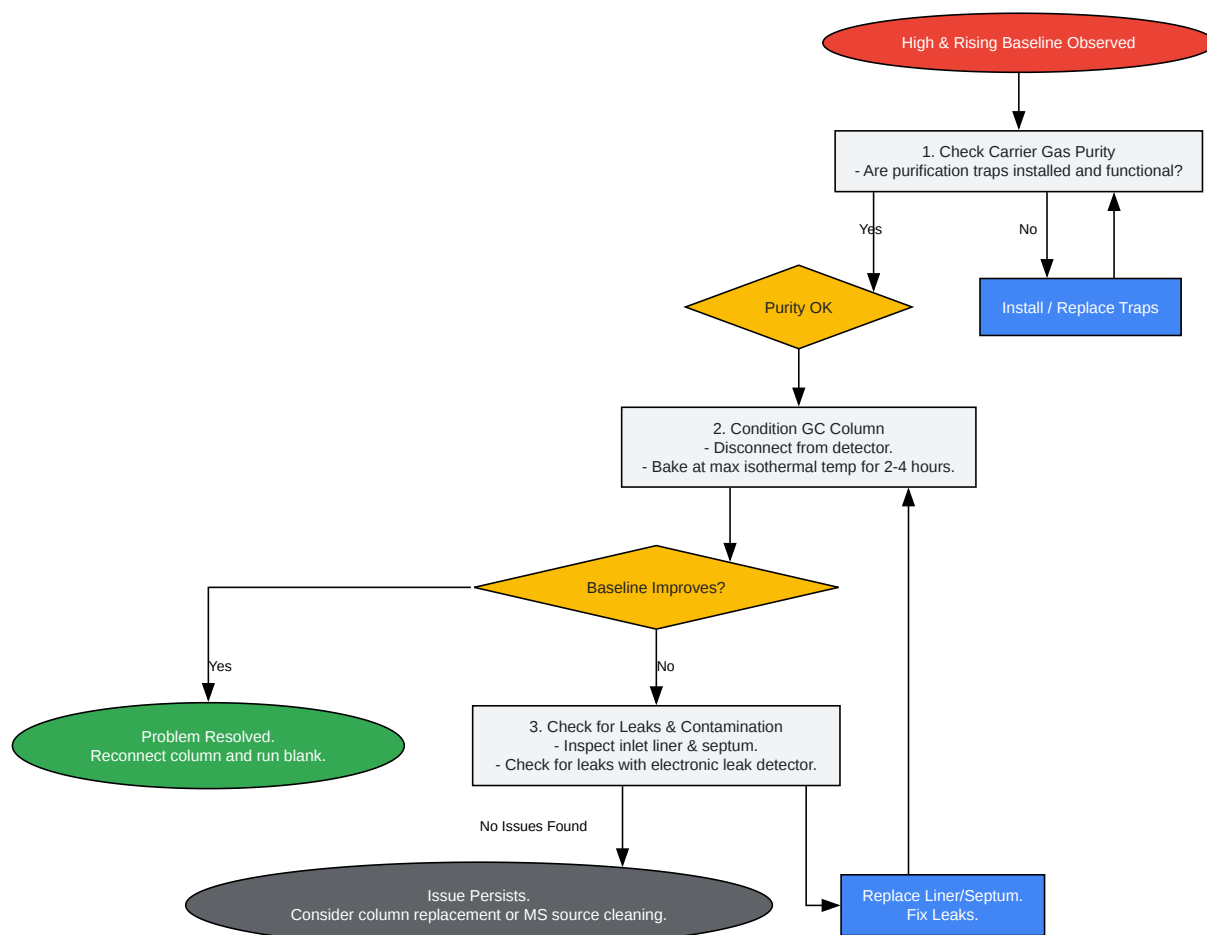 High & Rising Baseline Observed
1. Check Carrier Gas Purity
- Are purification traps installed and functional?
Yes
No
Purity OK
Install / Replace Traps
2. Condition GC Column
- Disconnect from detector.
- Bake at max isothermal temp for 2-4 hours.
Baseline Improves?
Yes
No
Problem Resolved.
Reconnect column and run blank.
3. Check for Leaks & Contamination
- Inspect inlet liner & septum.
- Check for leaks with electronic leak detector.
No Issues Found
Issue Persists.
Consider column replacement or MS source cleaning.
Replace Liner/Septum.
Fix Leaks.